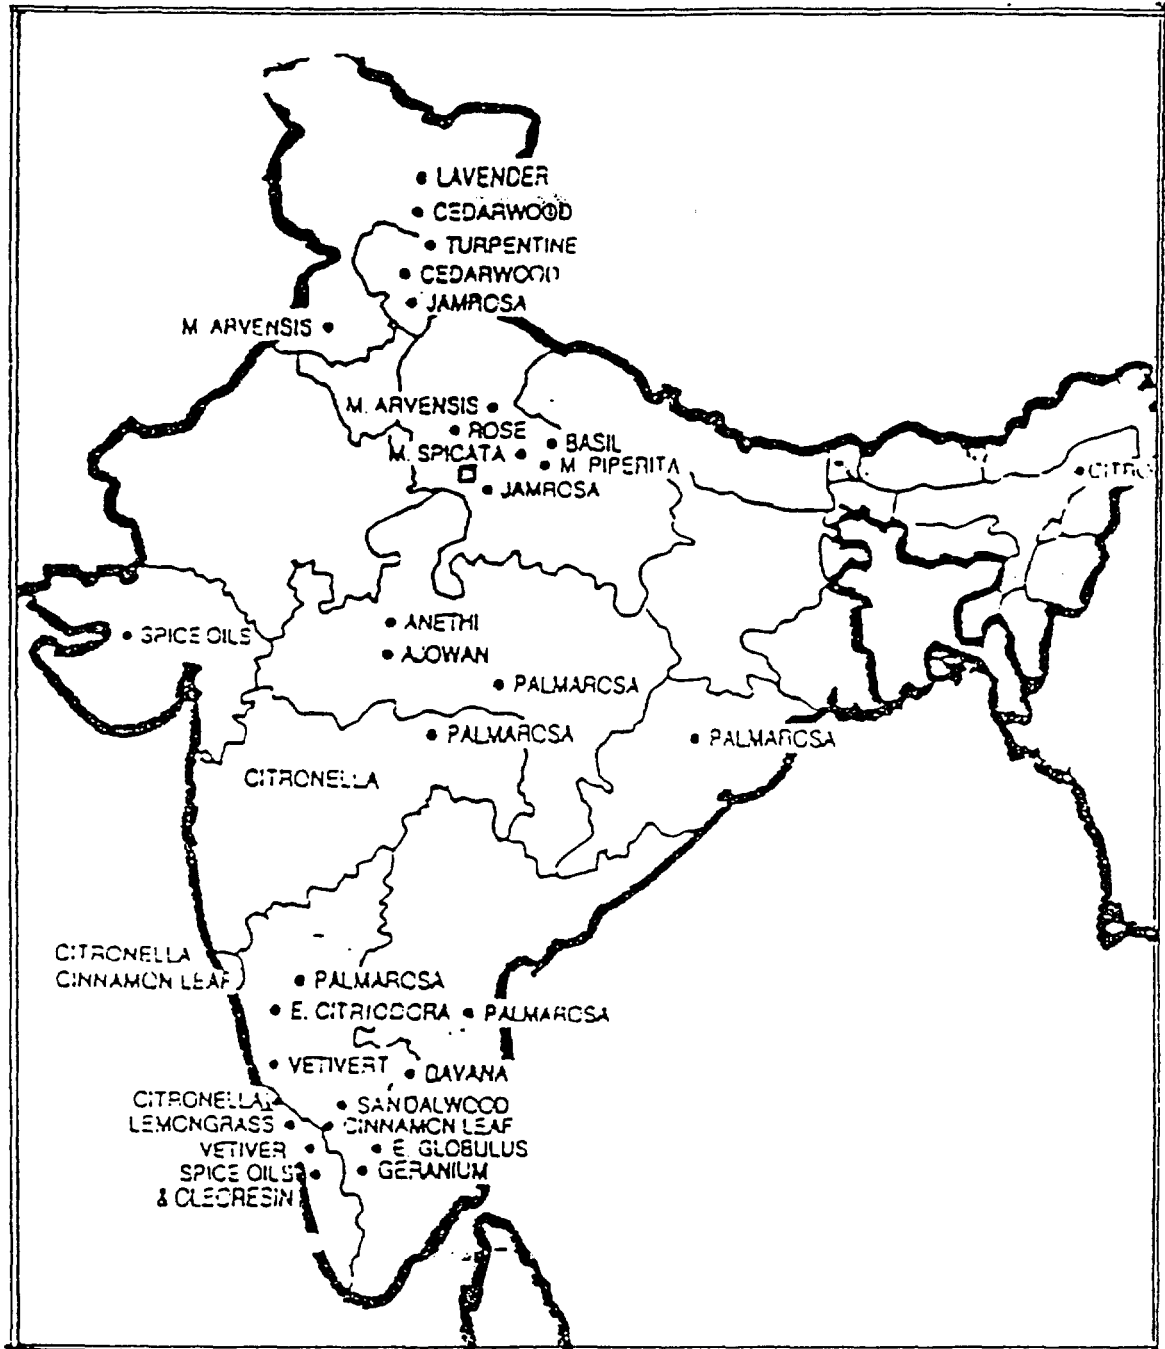 LAVENDER
CEDARWOOD
TURPENTINE
CEDARWOOD
JAMROSA
M. ARVENSIS
M. ARVENSIS
ROSE
BASIL
M. SPICATA
M. PIPERITA
JAMROSA
CITRO
ANETHI
SPICE OILS
AJOWAN
PALMAROSA
PALMAROSA
PALMAROSA
CITRONELLA
CITRONELLA
CINNAMON LEAF
PALMAROSA
E. CITRIODORA
PALMAROSA
VETIVERT
DAVANA
CITRONELLA
SANDALWOOD
LEMONGRASS
CINNAMON LEAF
VETIVER
E. GLOBULUS
SPICE OILS
GERANIUM
& OLEORESIN